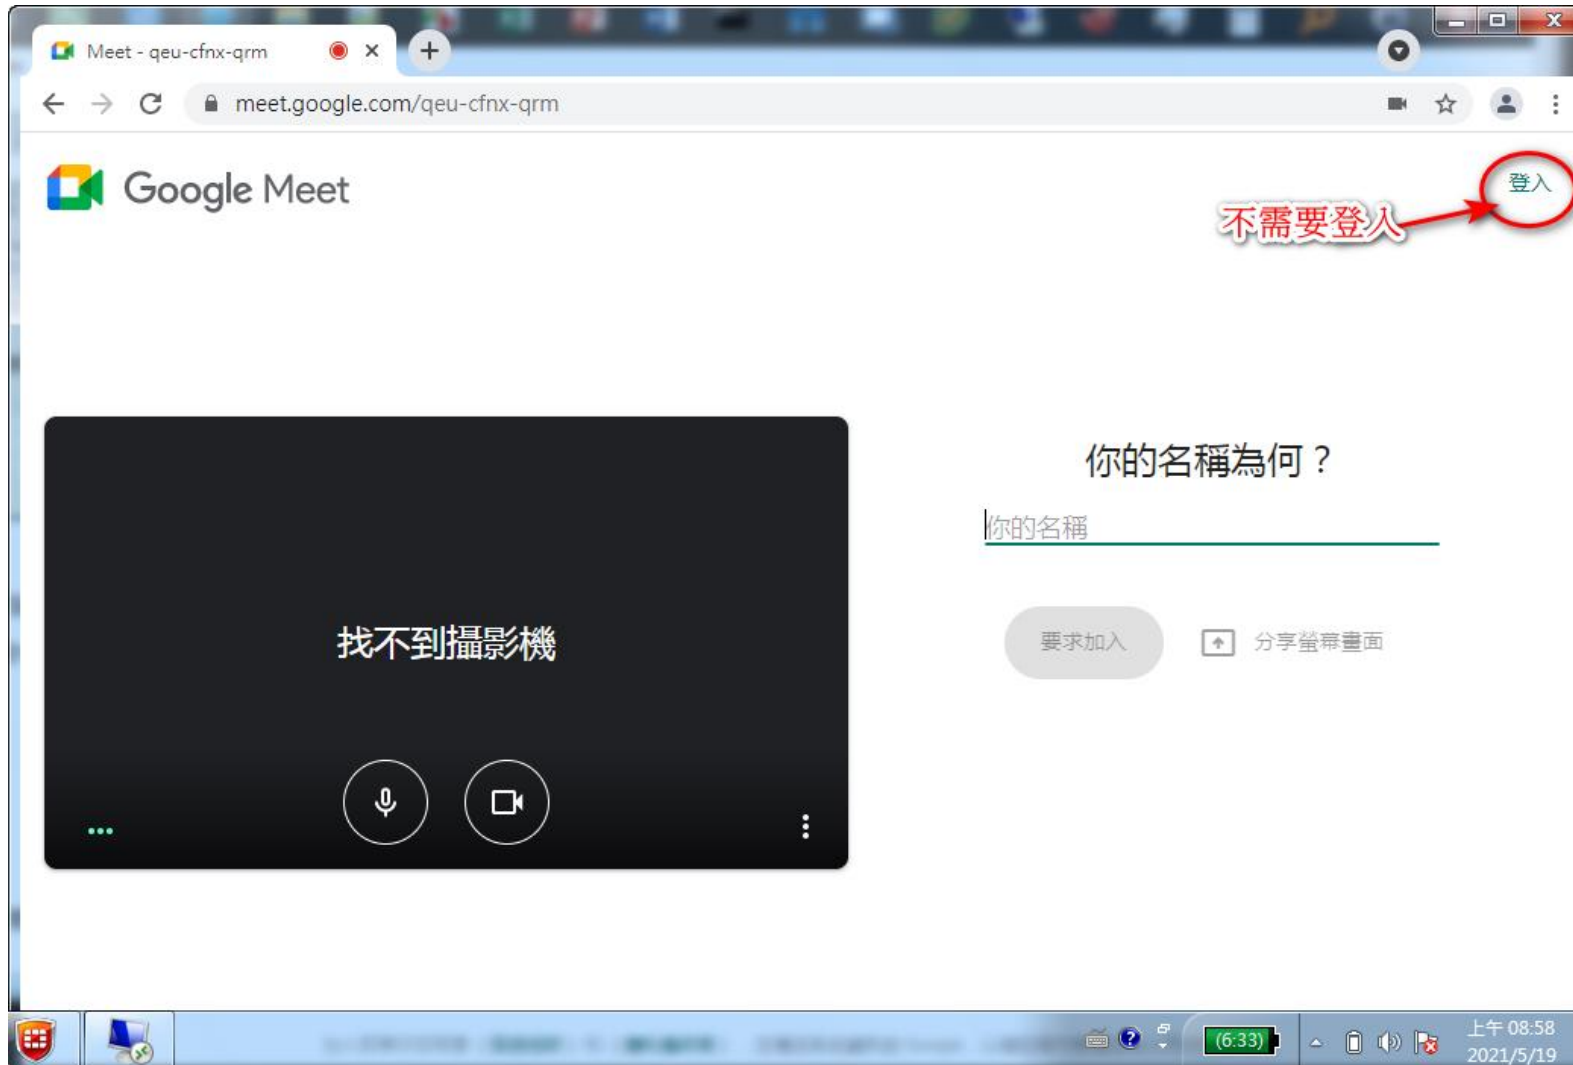 Meet - qeu-cfnx-qrm
meet.google.com/qeu-cfnx-qrm
Google Meet
登入
不需要登入
你的名稱為何？
你的名稱
找不到攝影機
要求加入
分享螢幕畫面
(6:33)
上午 08:58
2021/5/19